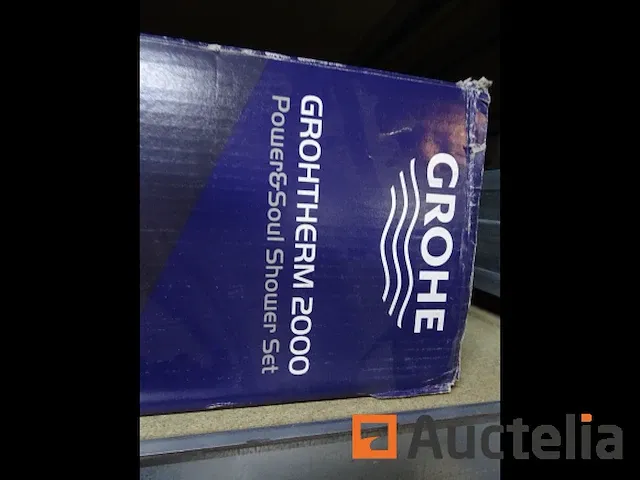 GROHE
GROHTHERM 2000
Power&Soul Shower Set
Auctelia